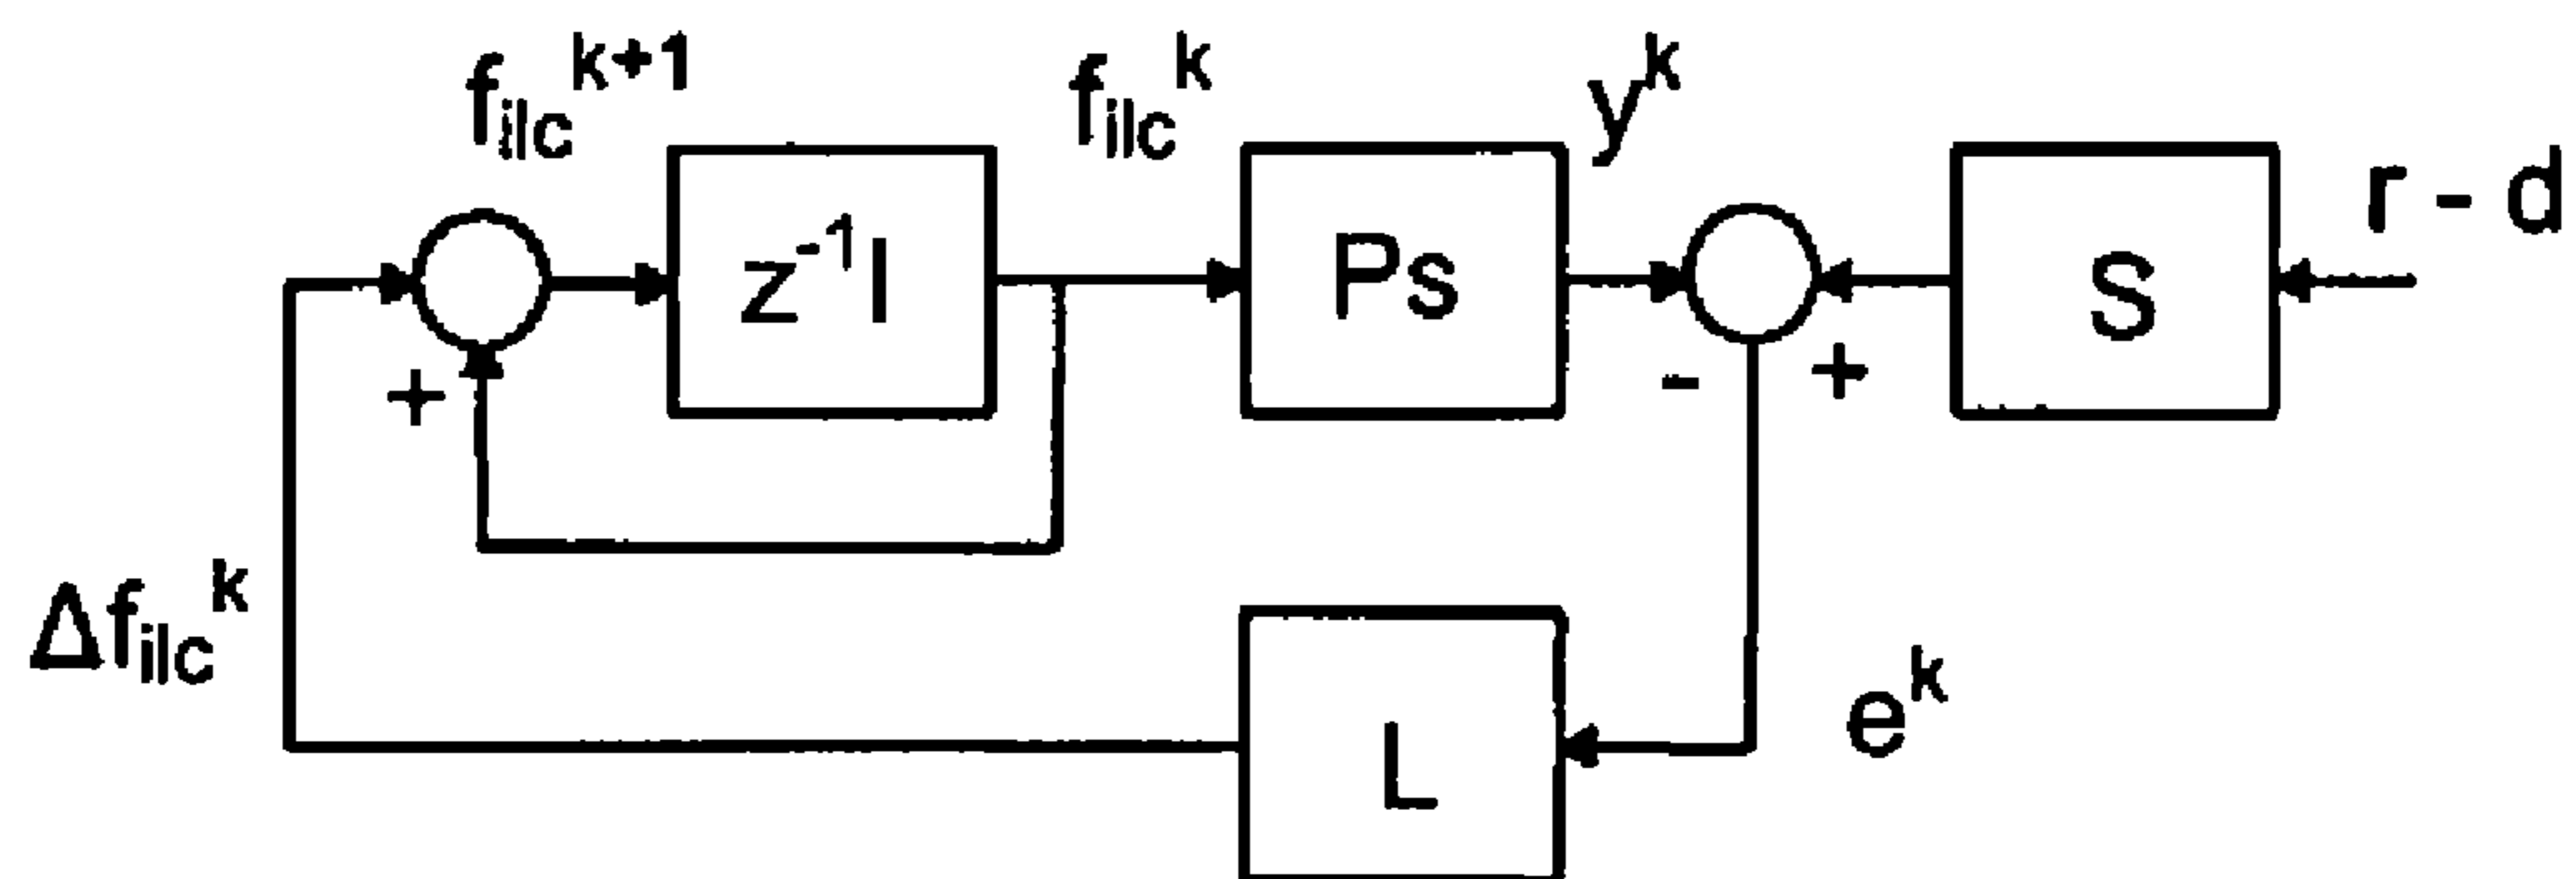 f_ilc^k+1
f_ilc^k
y^k
r - d
z^-1 I
Ps
S
+
-
+
Δf_ilc^k
L
e^k